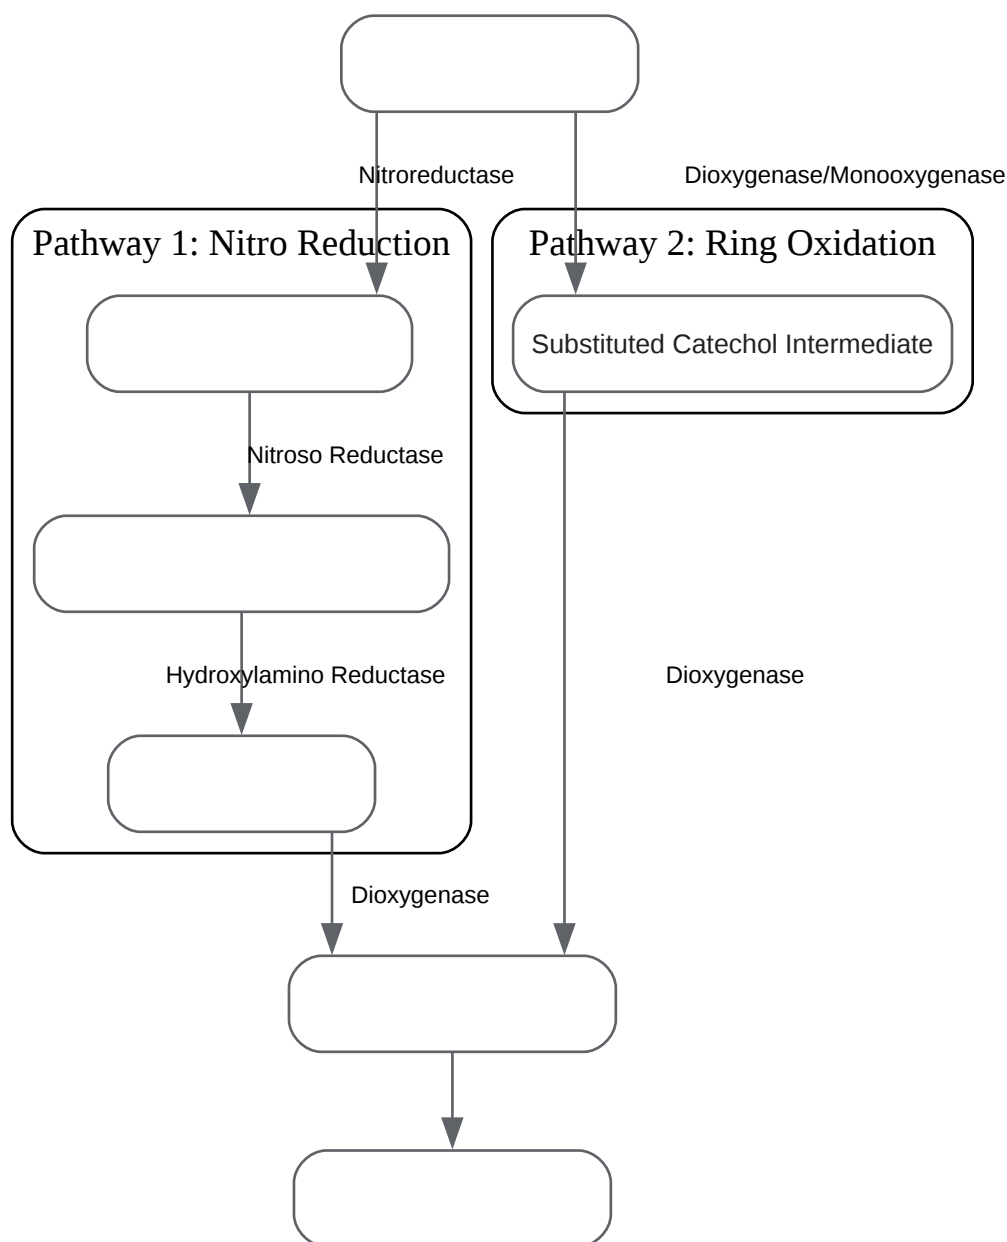 Nitroreductase
Dioxygenase/Monooxygenase
Pathway 1: Nitro Reduction
Pathway 2: Ring Oxidation
Substituted Catechol Intermediate
Nitroso Reductase
Hydroxylamino Reductase
Dioxygenase
Dioxygenase